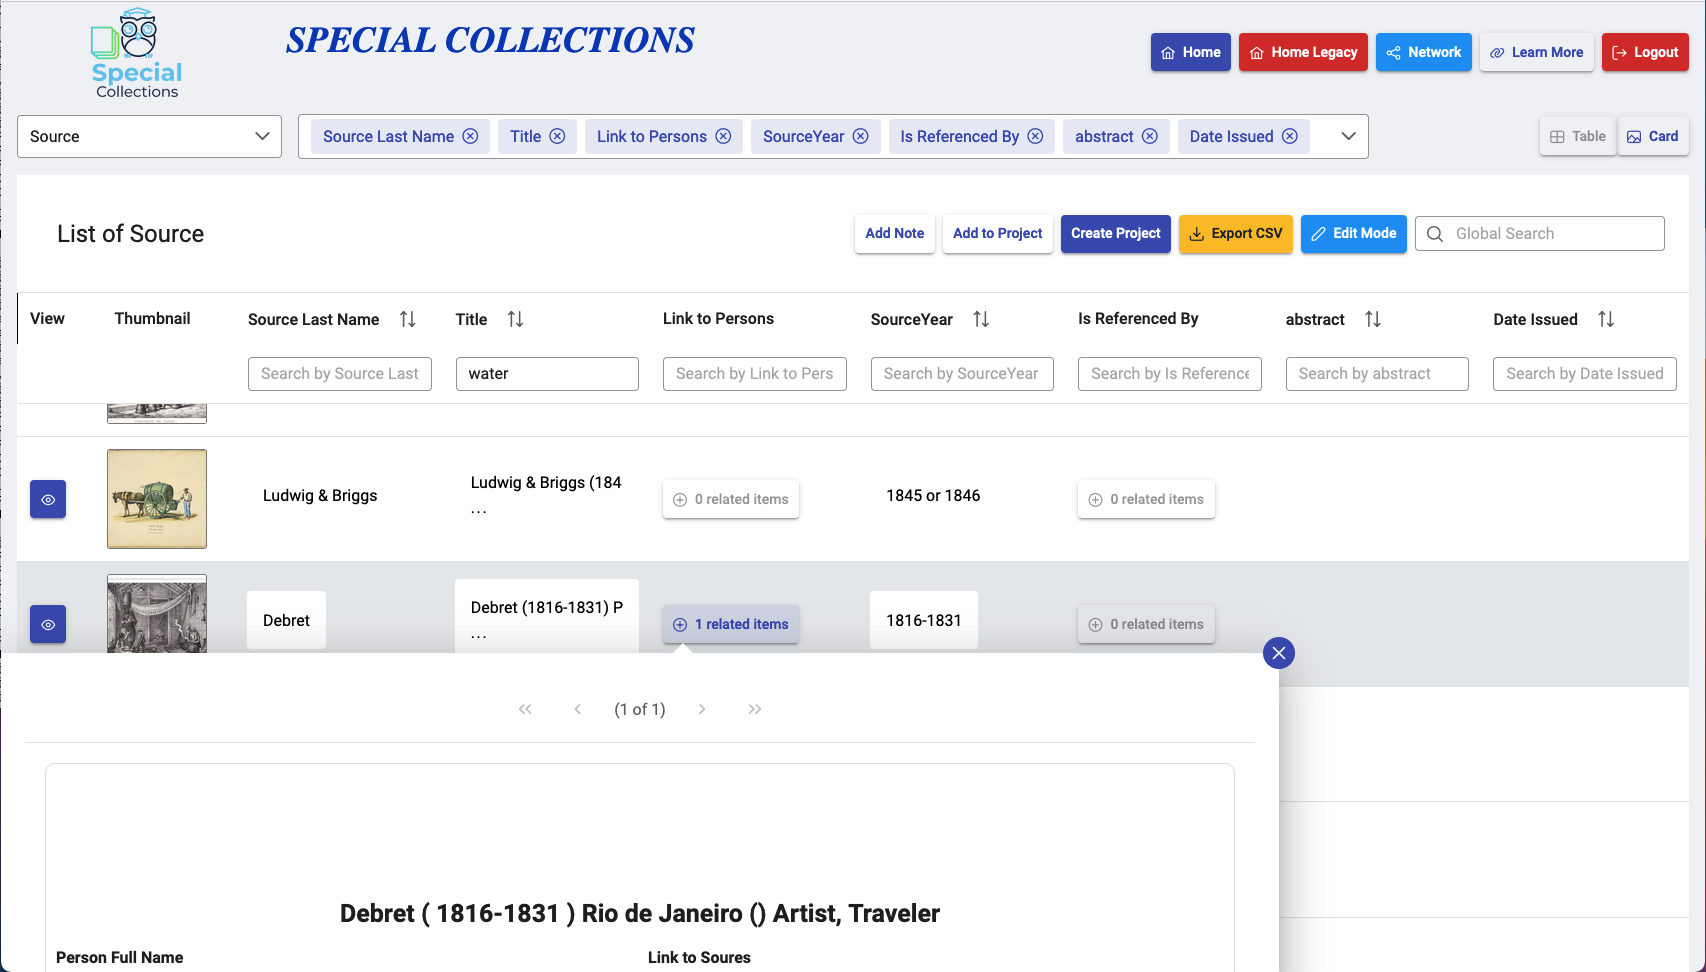 Special
Collections
SPECIAL COLLECTIONS
Home
Home Legacy
Network
Learn More
Logout
Source
Source Last Name
Title
Link to Persons
SourceYear
Is Referenced By
abstract
Date Issued
Table
Card
List of Source
Add Note
Add to Project
Create Project
Export CSV
Edit Mode
Global Search
View
Thumbnail
Source Last Name
Title
Link to Persons
SourceYear
Is Referenced By
abstract
Date Issued
Search by Source Last
water
Search by Link to Pers
Search by SourceYear
Search by Is Reference
Search by abstract
Search by Date Issued
Ludwig & Briggs
Ludwig & Briggs (184
...
0 related items
1845 or 1846
0 related items
Debret
Debret (1816-1831) P
...
1 related items
1816-1831
0 related items
(1 of 1)
Debret ( 1816-1831 ) Rio de Janeiro () Artist, Traveler
Person Full Name
Link to Soures